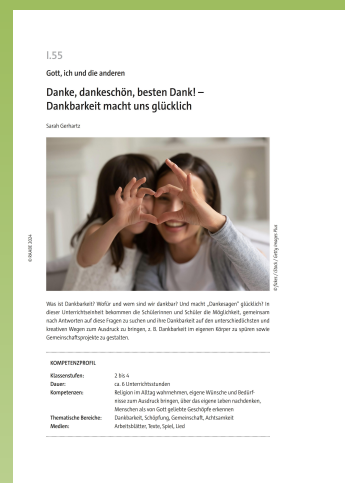 I.55
Gott, ich und die anderen
Danke, dankeschön, besten Dank! –
Dankbarkeit macht uns glücklich
Sarah Gerhartz
© RAABE 2024
© fizkes / iStock / Getty Images Plus
Was ist Dankbarkeit? Wofür und wem sind wir dankbar? Und macht „Dankesagen“ glücklich? In
dieser Unterrichtseinheit bekommen die Schülerinnen und Schüler die Möglichkeit, gemeinsam
nach Antworten auf diese Fragen zu suchen und ihre Dankbarkeit auf den unterschiedlichsten und
kreativen Wegen zum Ausdruck zu bringen, z. B. Dankbarkeit im eigenen Körper zu spüren sowie
Gemeinschaftsprojekte zu gestalten.
KOMPETENZPROFIL
Klassenstufen: 2 bis 4
Dauer: ca. 6 Unterrichtsstunden
Kompetenzen: Religion im Alltag wahrnehmen, eigene Wünsche und Bedürf-
nisse zum Ausdruck bringen, über das eigene Leben nachdenken,
Menschen als von Gott geliebte Geschöpfe erkennen
Thematische Bereiche: Dankbarkeit, Schöpfung, Gemeinschaft, Achtsamkeit
Medien: Arbeitsblätter, Texte, Spiel, Lied